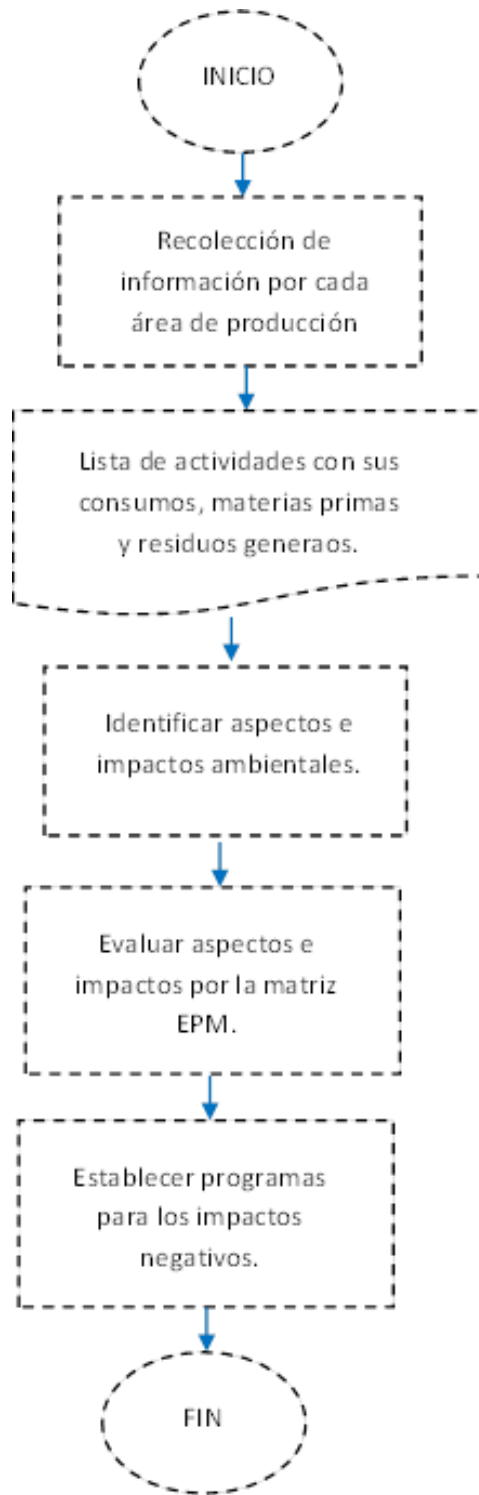 INICIO
Recolección de
información por cada
área de producción
Lista de actividades con sus
consumos, materias primas
y residuos generaos.
Identificar aspectos e
impactos ambientales.
Evaluar aspectos e
impactos por la matriz
EPM.
Establecer programas
para los impactos
negativos.
FIN